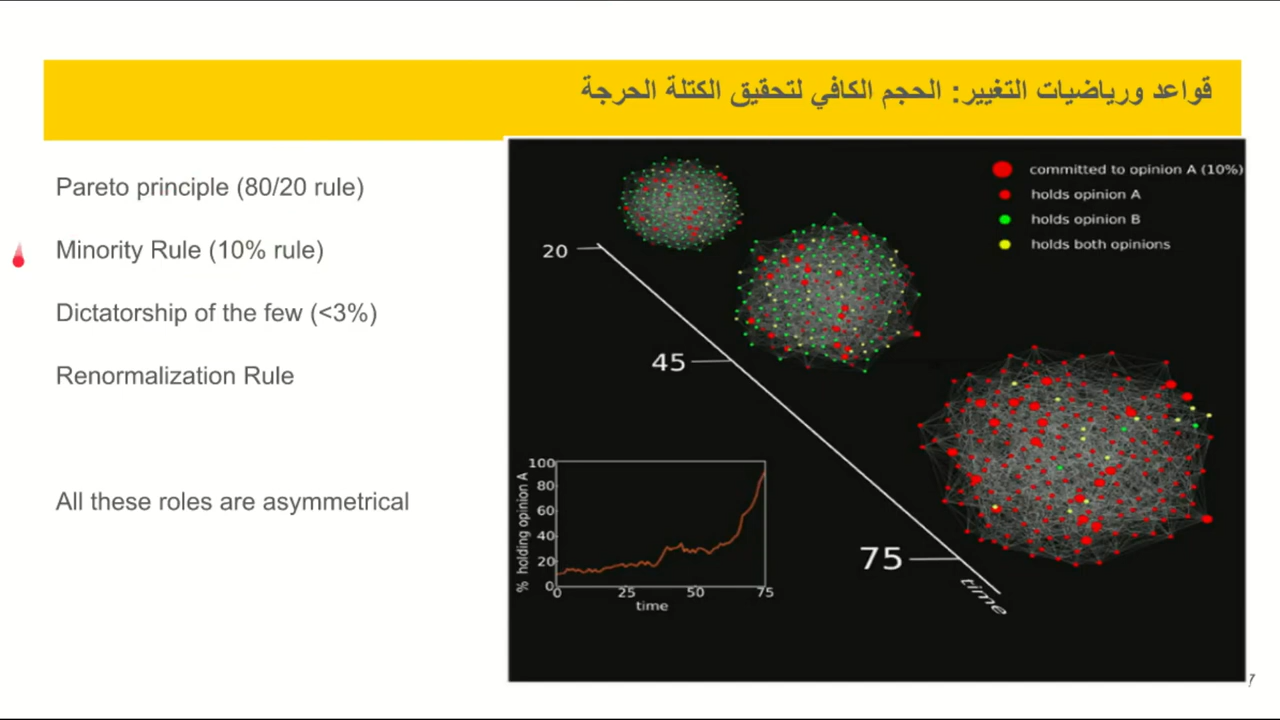 قواعد ورياضيات التغيير: الحجم الكافي لتحقيق الكتلة الحرجة
Pareto principle (80/20 rule)
Minority Rule (10% rule)
Dictatorship of the few (<3%)
Renormalization Rule
All these roles are asymmetrical
committed to opinion A (10%)
holds opinion A
holds opinion B
holds both opinions
20
45
75
time
% holding opinion A
100
80
60
40
20
0
0 25 50 75
time
7